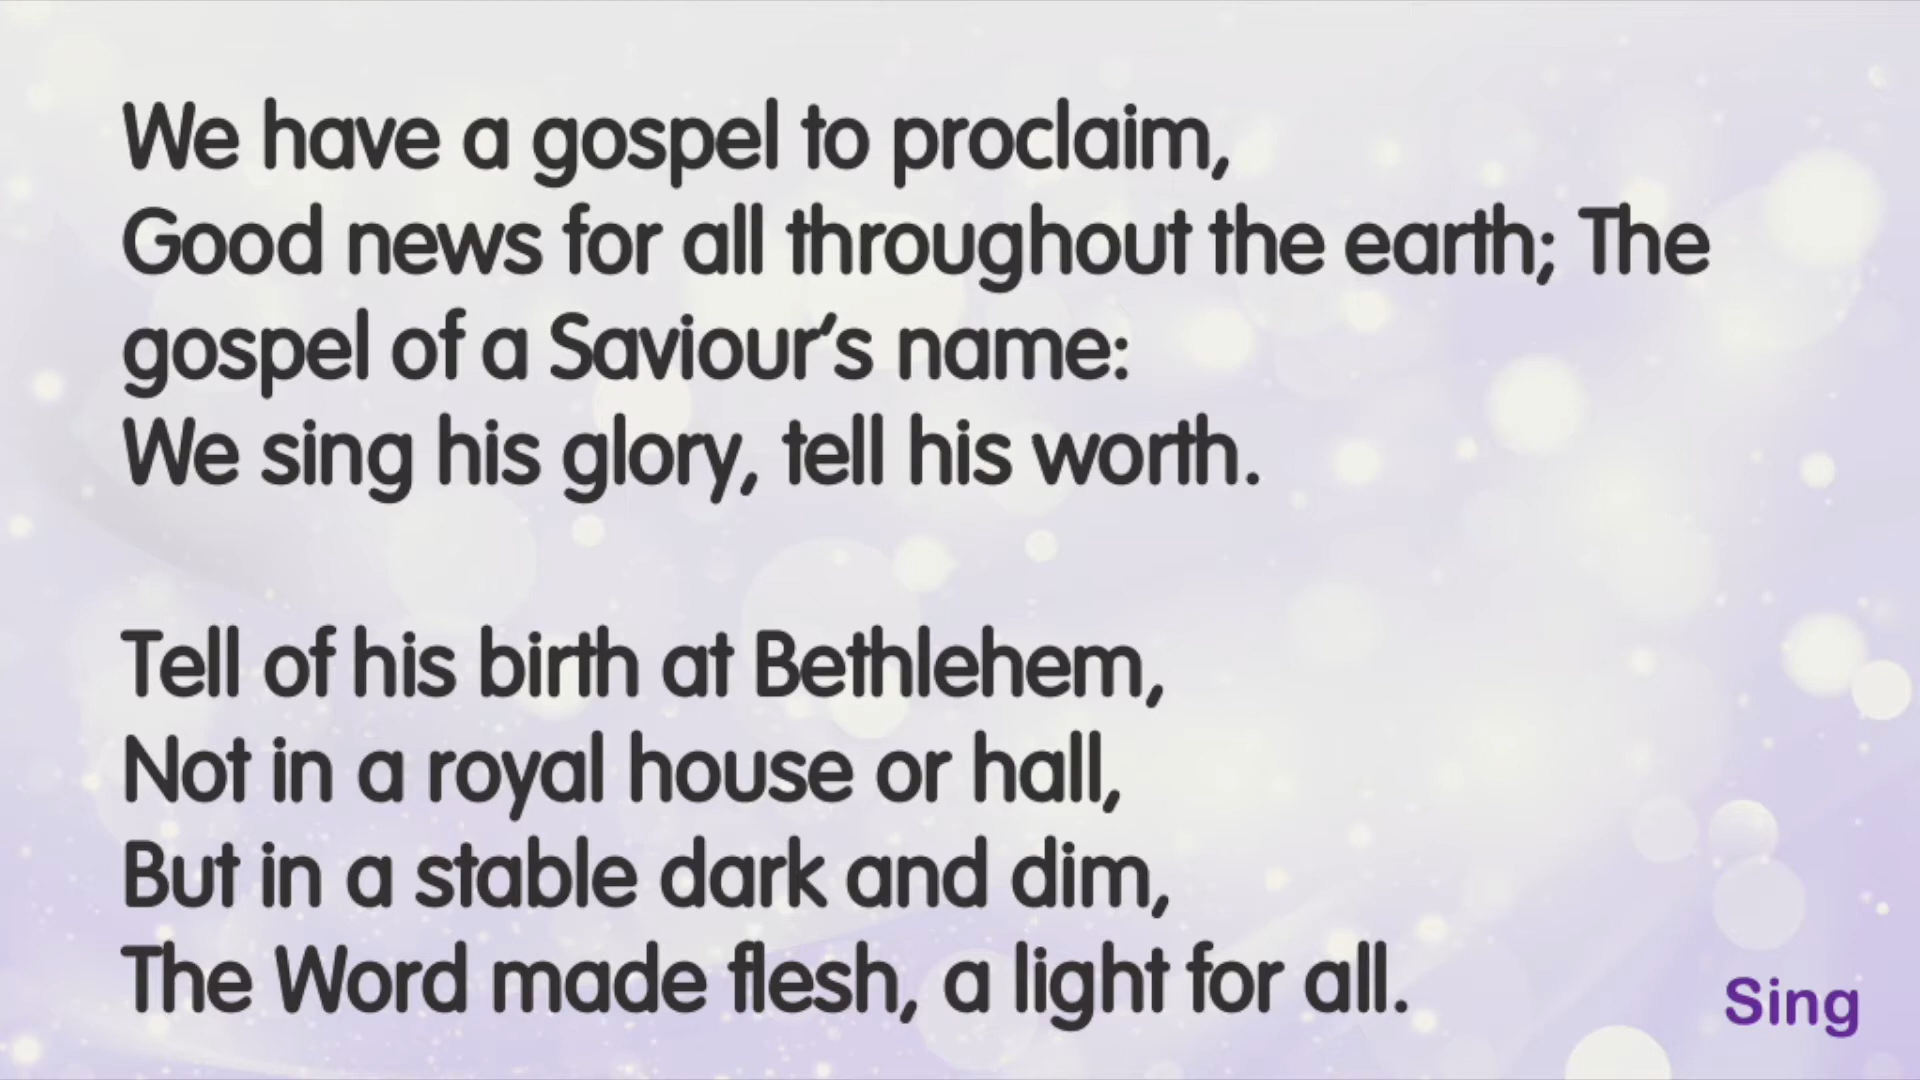 We have a gospel to proclaim,
Good news for all throughout the earth; The
gospel of a Saviour’s name:
We sing his glory, tell his worth.
Tell of his birth at Bethlehem,
Not in a royal house or hall,
But in a stable dark and dim,
The Word made flesh, a light for all.
Sing